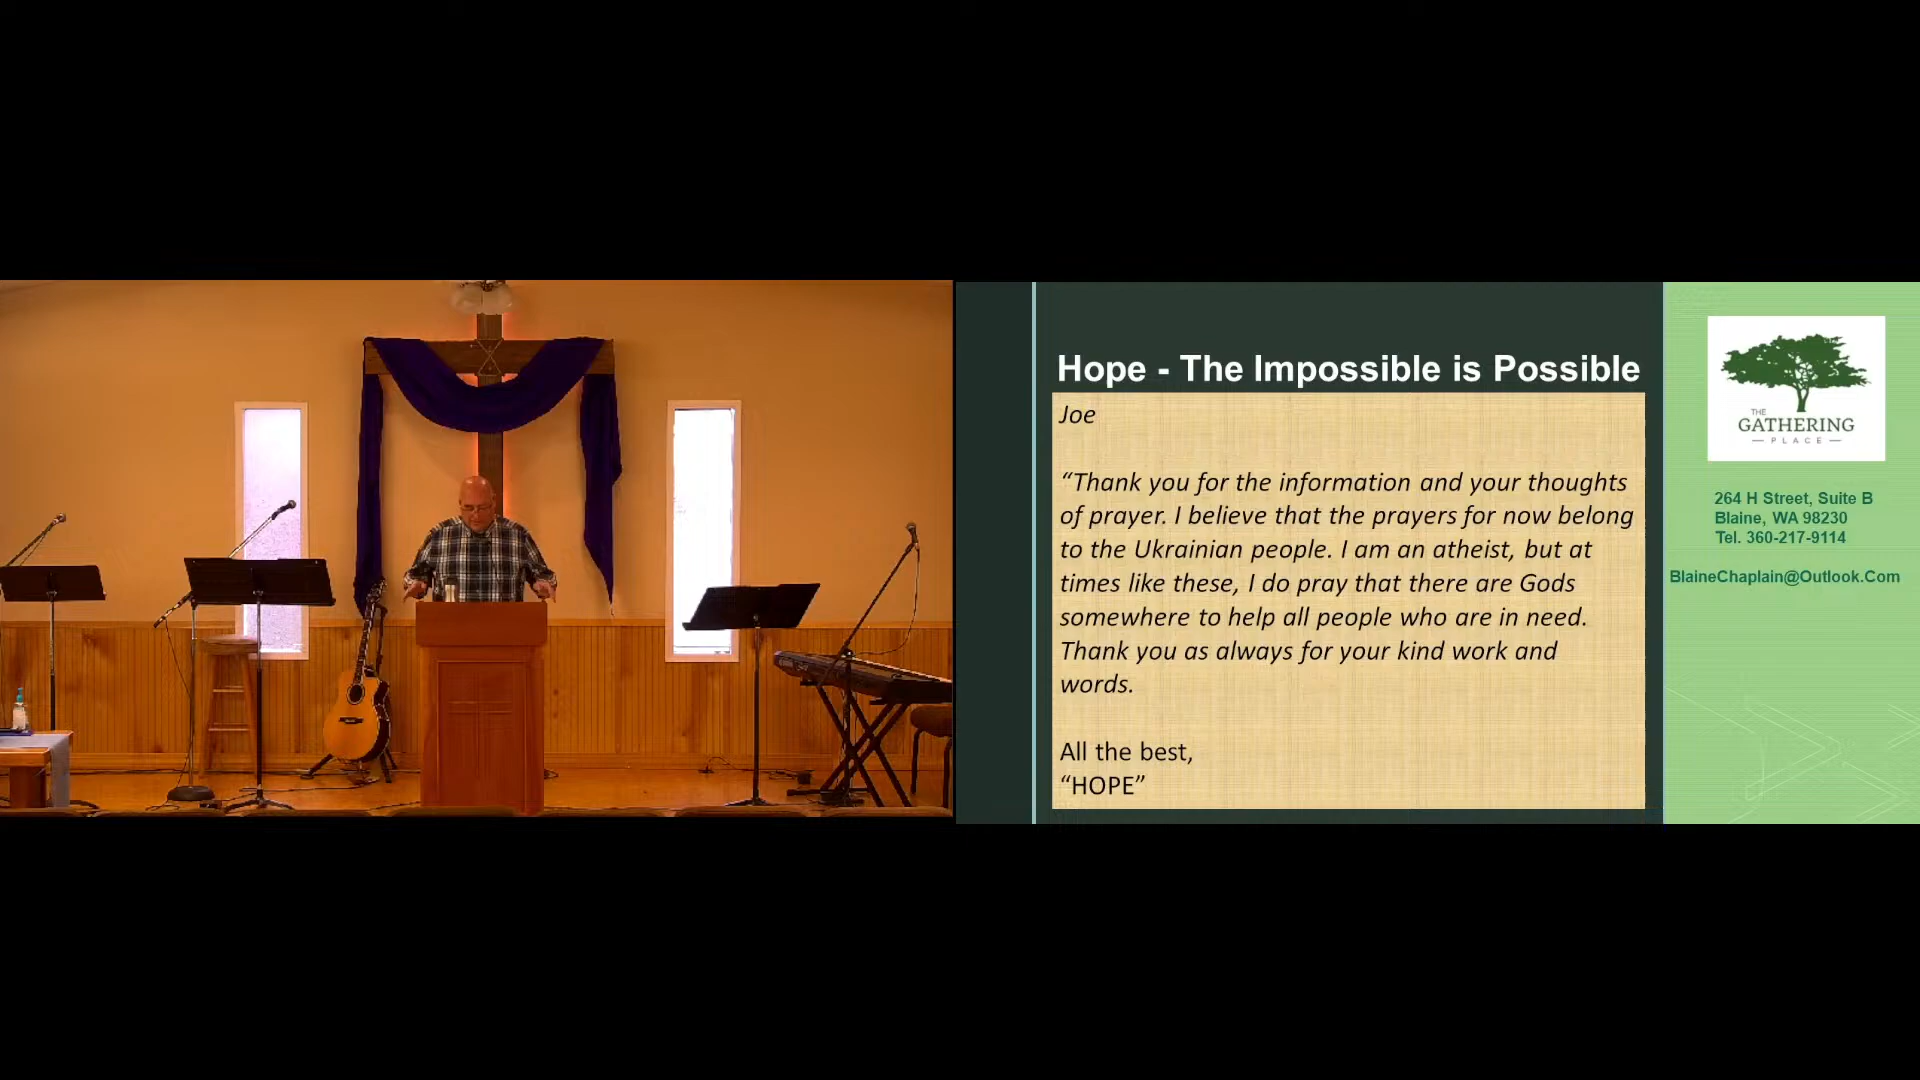 Hope - The Impossible is Possible
Joe
“Thank you for the information and your thoughts
of prayer. I believe that the prayers for now belong
to the Ukrainian people. I am an atheist, but at
times like these, I do pray that there are Gods
somewhere to help all people who are in need.
Thank you as always for your kind work and
words.
All the best,
“HOPE”
THE
GATHERING
— PLACE —
264 H Street, Suite B
Blaine, WA 98230
Tel. 360-217-9114
BlaineChaplain@Outlook.Com